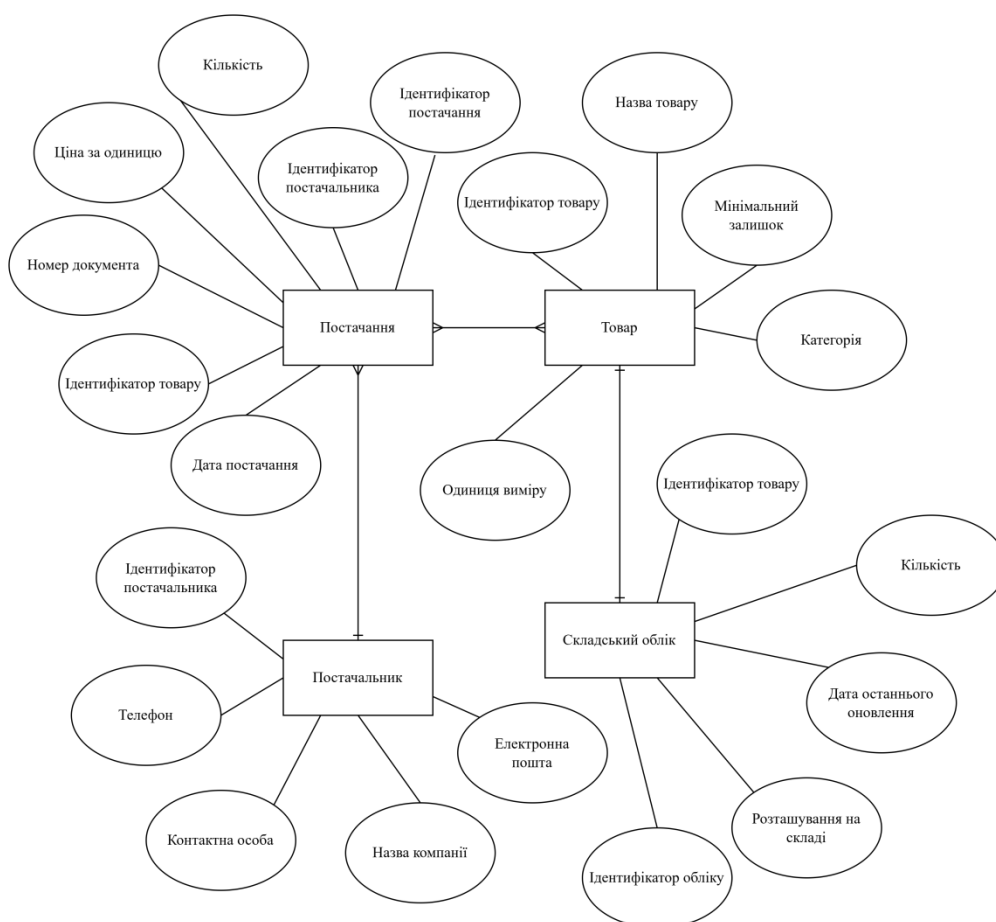 Кількість
Ідентифікатор
постачання
Назва товару
Ціна за одиницю
Ідентифікатор
постачальника
Ідентифікатор товару
Мінімальний
залишок
Номер документа
Постачання
Товар
Категорія
Ідентифікатор товару
Дата постачання
Одиниця виміру
Ідентифікатор товару
Ідентифікатор
постачальника
Кількість
Складський облік
Постачальник
Телефон
Дата останнього
оновлення
Електронна
пошта
Контактна особа
Назва компанії
Розташування на
складі
Ідентифікатор обліку